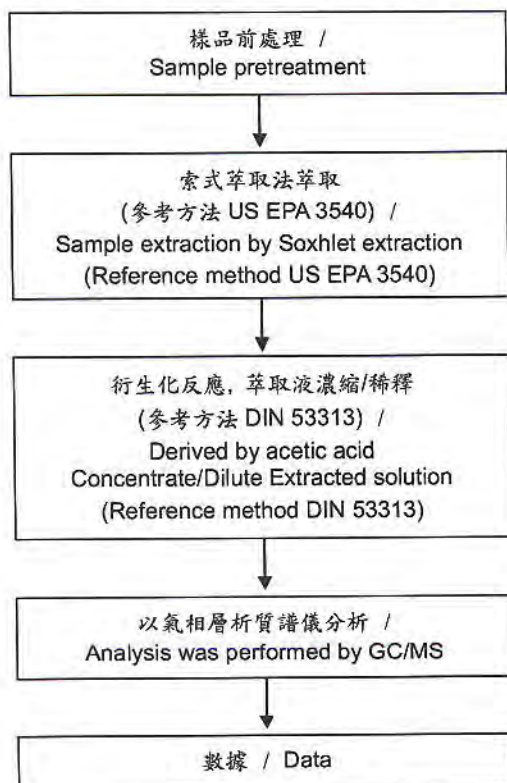 樣品前處理 /
Sample pretreatment
索式萃取法萃取
(參考方法 US EPA 3540) /
Sample extraction by Soxhlet extraction
(Reference method US EPA 3540)
衍生化反應, 萃取液濃縮/稀釋
(參考方法 DIN 53313) /
Derived by acetic acid
Concentrate/Dilute Extracted solution
(Reference method DIN 53313)
以氣相層析質譜儀分析 /
Analysis was performed by GC/MS
數據 / Data